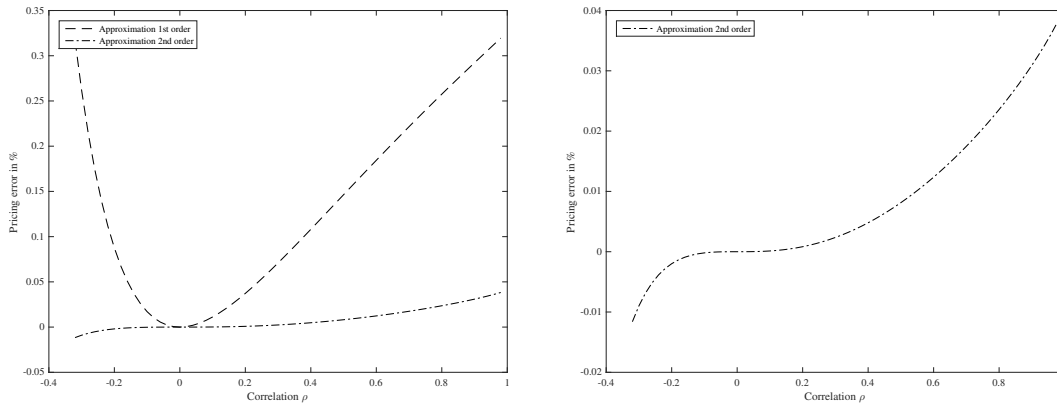 0.35
0.3
0.25
0.2
0.15
0.1
0.05
0
-0.05
Pricing error in %
Approximation 1st order
Approximation 2nd order
-0.4 -0.2 0 0.2 0.4 0.6 0.8 1
Correlation ρ
0.04
0.03
0.02
0.01
0
-0.01
-0.02
Pricing error in %
Approximation 2nd order
-0.4 -0.2 0 0.2 0.4 0.6 0.8
Correlation ρ